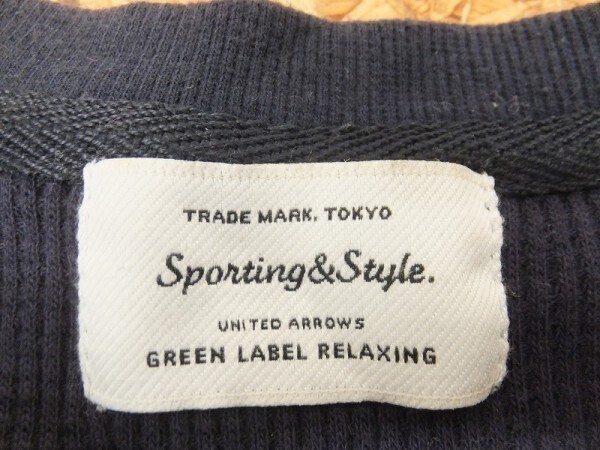 TRADE MARK. TOKYO
Sporting&Style.
UNITED ARROWS
GREEN LABEL RELAXING